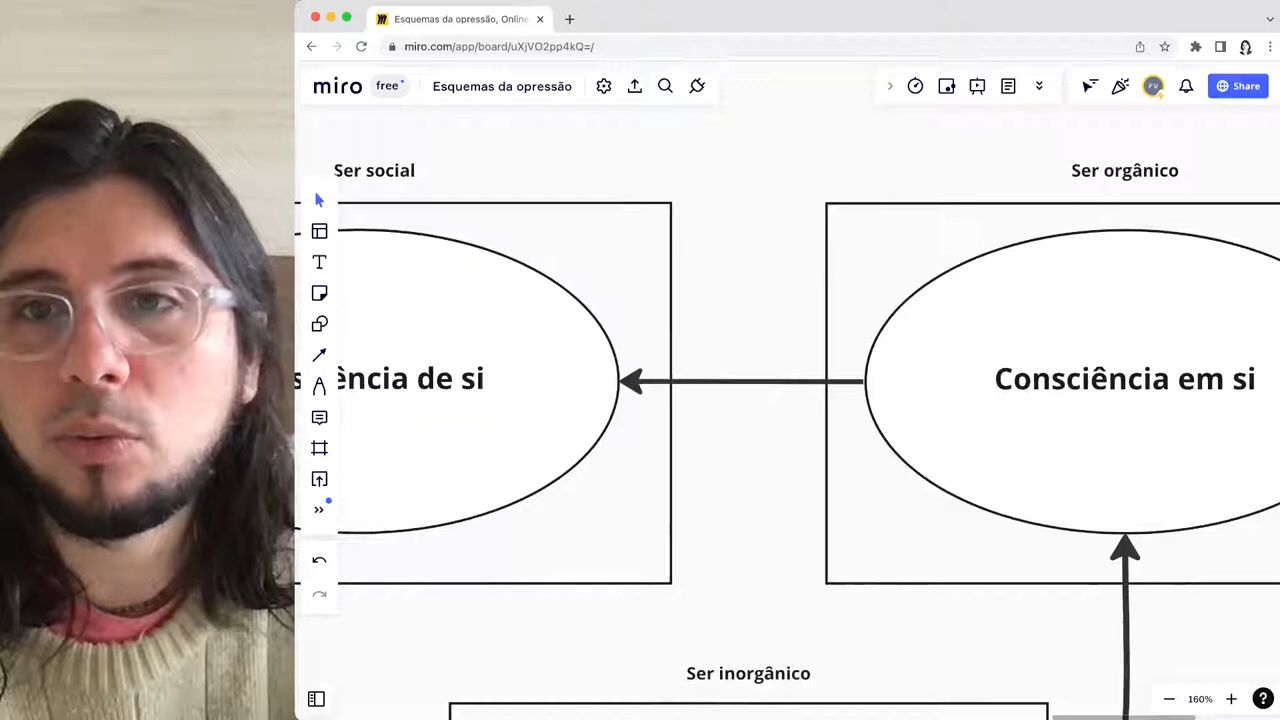 Esquemas da opressão, Online
miro.com/app/board/uXjVO2pp4kQ=/
miro
free
Esquemas da opressão
FV
Share
Ser social
Ser orgânico
ência de si
Consciência em si
Ser inorgânico
160%